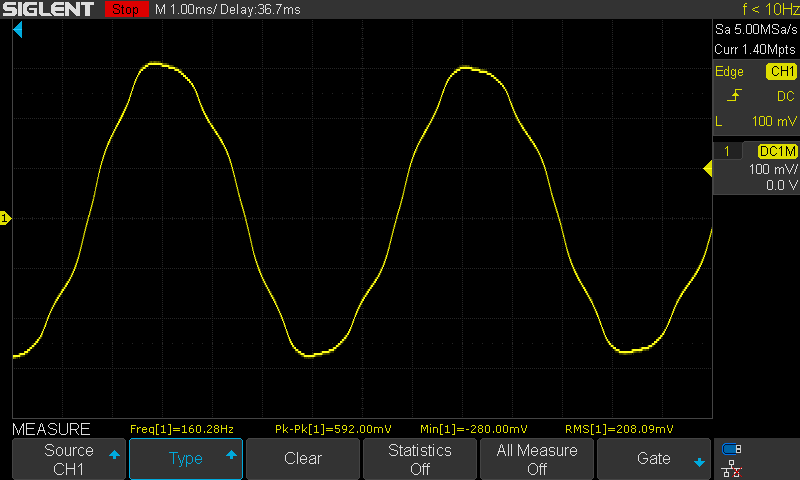 SIGLENT Stop M 1.00ms/ Delay:36.7ms f < 10Hz
Sa 5.00MSa/s
Curr 1.40Mpts
Edge CH1
DC
L 100 mV
1 DC1M
100 mV/
0.0 V
1
MEASURE Freq[1]=160.28Hz Pk-Pk[1]=592.00mV Min[1]=-280.00mV RMS[1]=208.09mV
Source CH1 Type Clear Statistics Off All Measure Off Gate